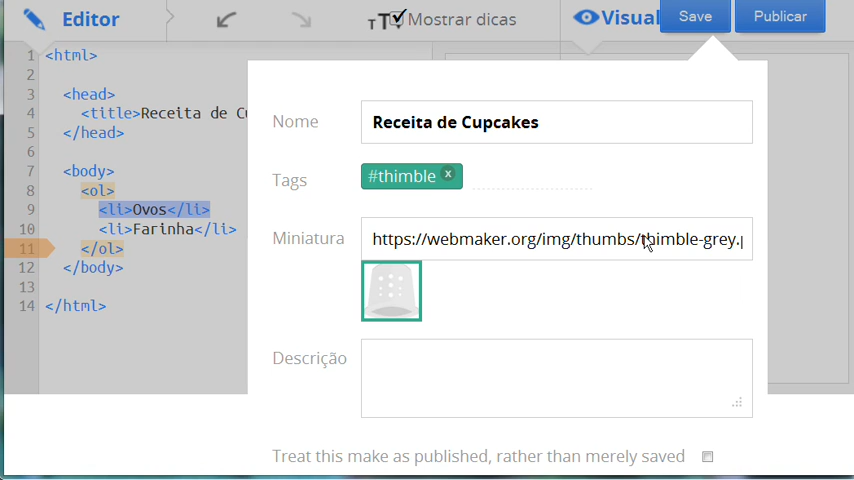 Editor
TT Mostrar dicas
Visual
Save
Publicar
1 <html>
2
3 <head>
4 <title>Receita de Cu
5 </head>
6
7 <body>
8 <ol>
9 <li>Ovos</li>
10 <li>Farinha</li>
11 </ol>
12 </body>
13
14 </html>
Nome
Receita de Cupcakes
Tags
#thimble x
Miniatura
https://webmaker.org/img/thumbs/thimble-grey.p
Descrição
Treat this make as published, rather than merely saved